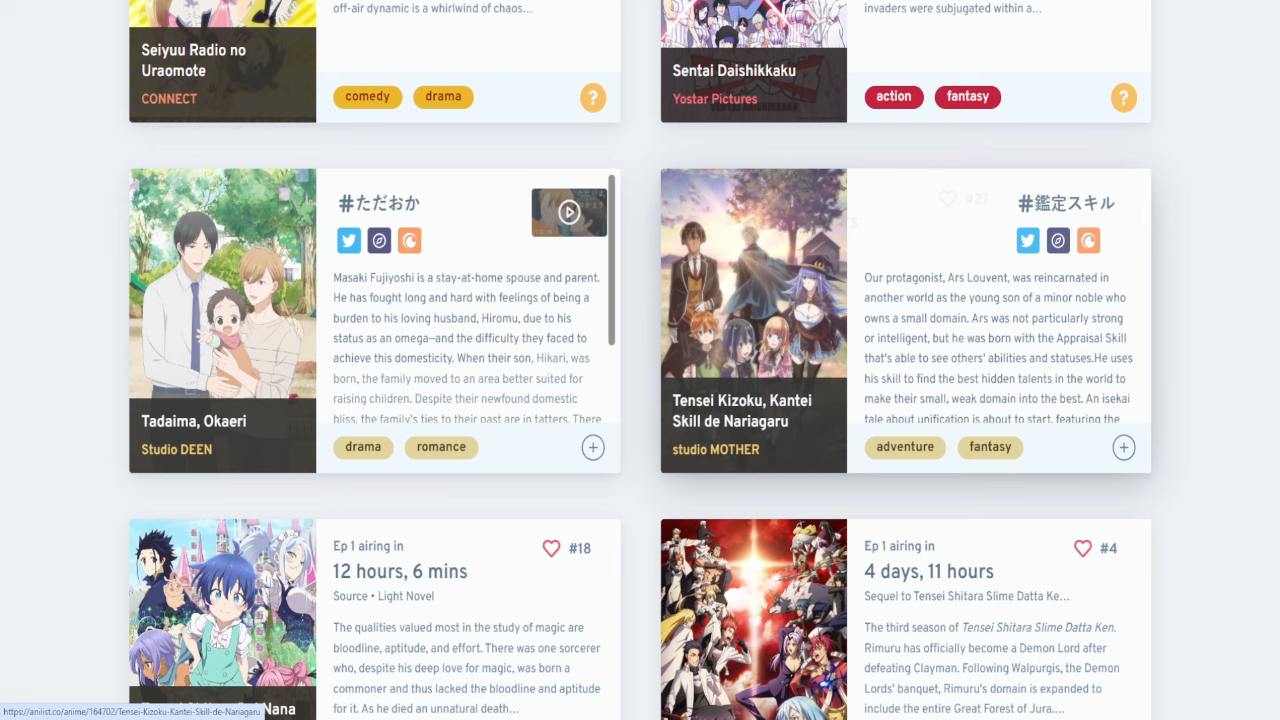 off-air dynamic is a whirlwind of chaos...
Seiyuu Radio no
Uraomote
CONNECT
comedy
drama
?
invaders were subjugated within a...
Sentai Daishikkaku
Yostar Pictures
action
fantasy
?
#ただおか
Masaki Fujiyoshi is a stay-at-home spouse and parent.
He has fought long and hard with feelings of being a
burden to his loving husband, Hiromu, due to his
status as an omega—and the difficulty they faced to
achieve this domesticity. When their son, Hikari, was
born, the family moved to an area better suited for
raising children. Despite their newfound domestic
bliss, the family's ties to their past are in tatters. There
Tadaima, Okaeri
Studio DEEN
drama
romance
#27
#鑑定スキル
Our protagonist, Ars Louvent, was reincarnated in
another world as the young son of a minor noble who
owns a small domain. Ars was not particularly strong
or intelligent, but he was born with the Appraisal Skill
that's able to see others' abilities and statuses.He uses
his skill to find the best hidden talents in the world to
make their small, weak domain into the best. An isekai
tale about unification is about to start, featuring the
Tensei Kizoku, Kantei
Skill de Nariagaru
studio MOTHER
adventure
fantasy
Ep 1 airing in
12 hours, 6 mins
#18
Source • Light Novel
The qualities valued most in the study of magic are
bloodline, aptitude, and effort. There was one sorcerer
who, despite his deep love for magic, was born a
commoner and thus lacked the bloodline and aptitude
for it. As he died an unnatural death...
Nana
Ep 1 airing in
4 days, 11 hours
#4
Sequel to Tensei Shitara Slime Datta Ke...
The third season of Tensei Shitara Slime Datta Ken.
Rimuru has officially become a Demon Lord after
defeating Clayman. Following Walpurgis, the Demon
Lords' banquet, Rimuru's domain is expanded to
include the entire Great Forest of Jura....
https://anilist.co/anime/164702/Tensei-Kizoku-Kantei-Skill-de-Nariagaru